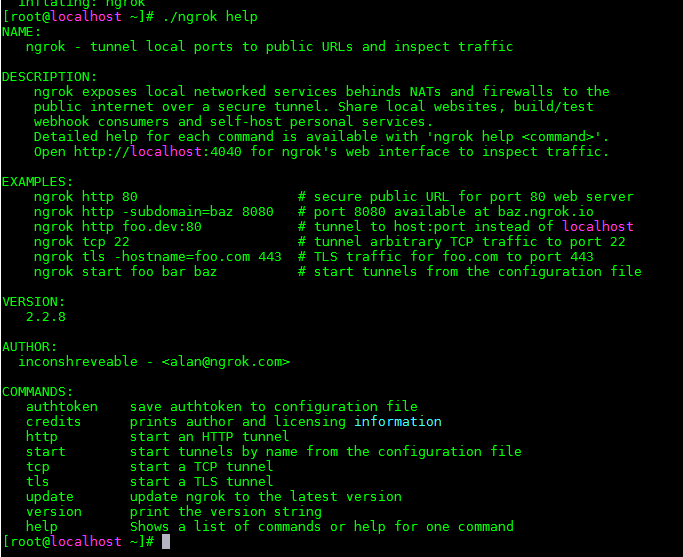 inflating: ngrok
[root@localhost ~]# ./ngrok help
NAME:
ngrok - tunnel local ports to public URLs and inspect traffic
DESCRIPTION:
ngrok exposes local networked services behinds NATs and firewalls to the
public internet over a secure tunnel. Share local websites, build/test
webhook consumers and self-host personal services.
Detailed help for each command is available with 'ngrok help <command>'.
Open http://localhost:4040 for ngrok's web interface to inspect traffic.
EXAMPLES:
ngrok http 80 # secure public URL for port 80 web server
ngrok http -subdomain=baz 8080 # port 8080 available at baz.ngrok.io
ngrok http foo.dev:80 # tunnel to host:port instead of localhost
ngrok tcp 22 # tunnel arbitrary TCP traffic to port 22
ngrok tls -hostname=foo.com 443 # TLS traffic for foo.com to port 443
ngrok start foo bar baz # start tunnels from the configuration file
VERSION:
2.2.8
AUTHOR:
inconshreveable - <alan@ngrok.com>
COMMANDS:
authtoken save authtoken to configuration file
credits prints author and licensing information
http start an HTTP tunnel
start start tunnels by name from the configuration file
tcp start a TCP tunnel
tls start a TLS tunnel
update update ngrok to the latest version
version print the version string
help Shows a list of commands or help for one command
[root@localhost ~]#